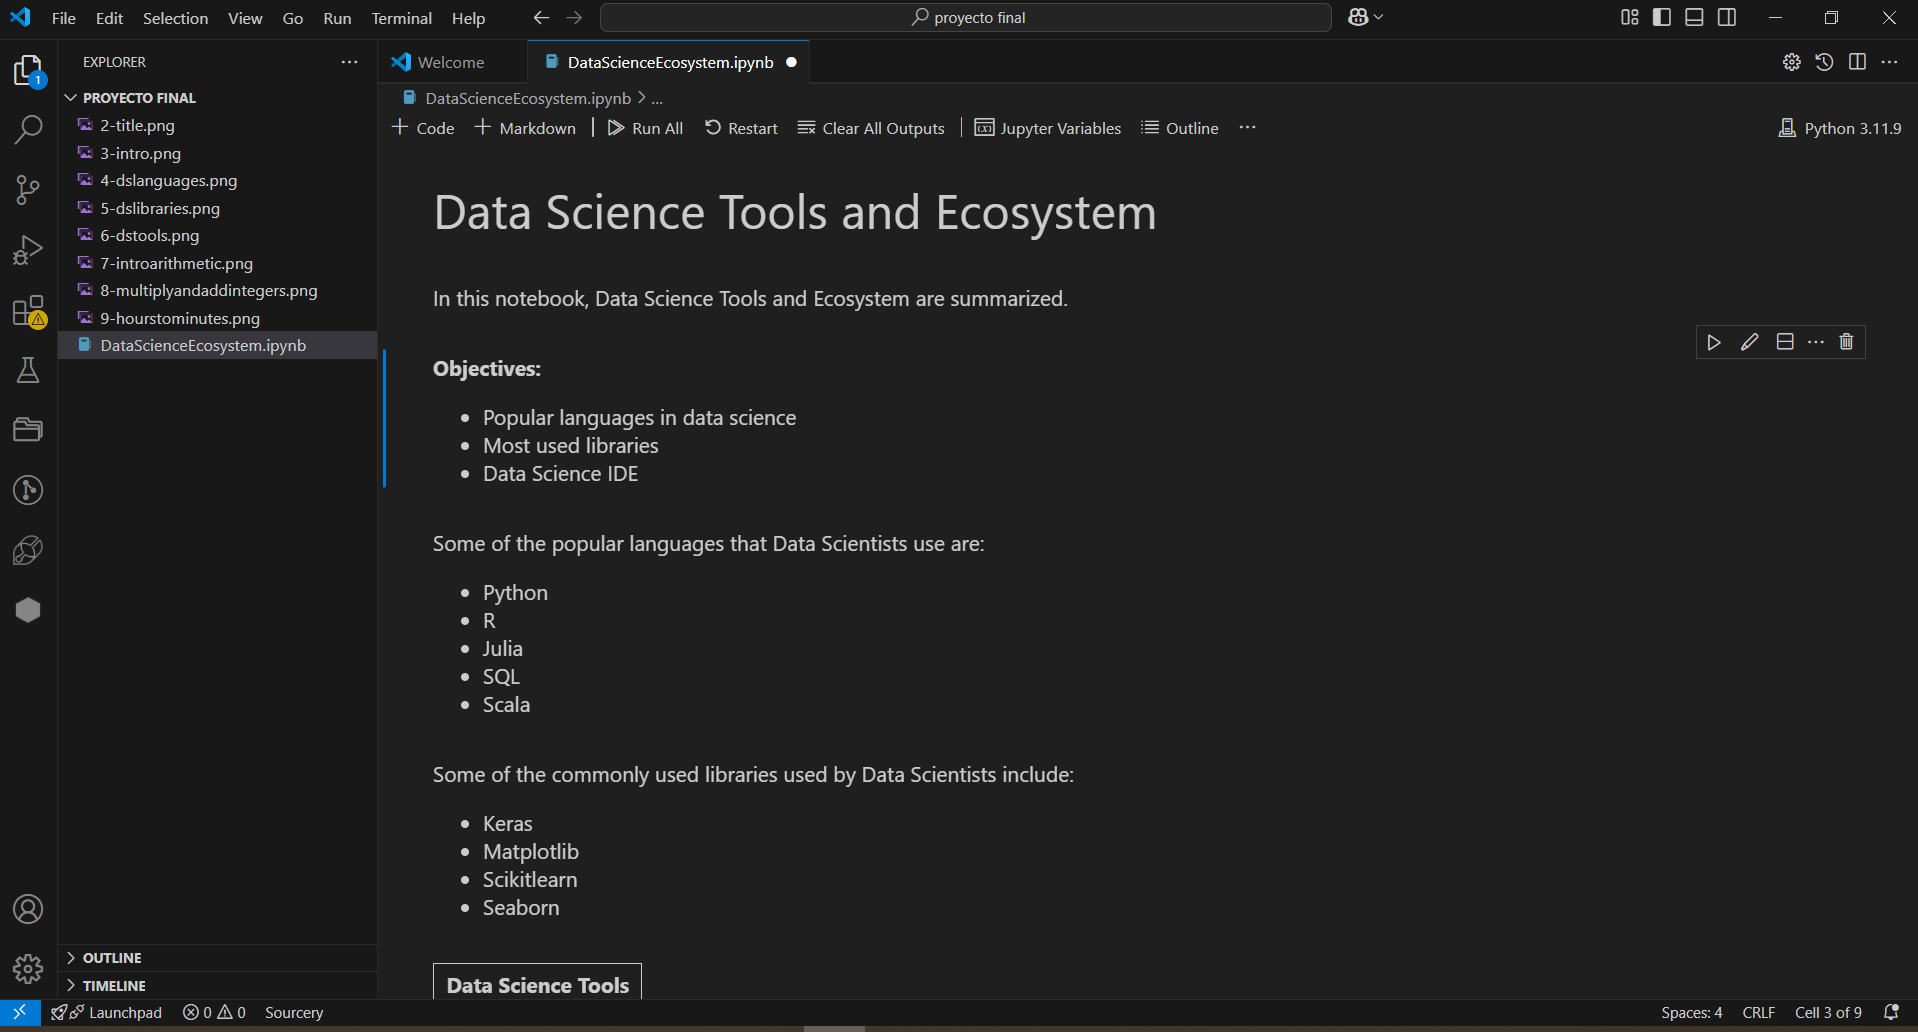 File Edit Selection View Go Run Terminal Help
proyecto final
EXPLORER
Welcome
DataScienceEcosystem.ipynb
1
PROYECTO FINAL
2-title.png
3-intro.png
4-dslanguages.png
5-dslibraries.png
6-dstools.png
7-introarithmetic.png
8-multiplyandaddintegers.png
9-hourstominutes.png
DataScienceEcosystem.ipynb
OUTLINE
TIMELINE
DataScienceEcosystem.ipynb > ...
+ Code + Markdown | Run All Restart Clear All Outputs | Jupyter Variables Outline ...
Python 3.11.9
Data Science Tools and Ecosystem
In this notebook, Data Science Tools and Ecosystem are summarized.
Objectives:
• Popular languages in data science
• Most used libraries
• Data Science IDE
Some of the popular languages that Data Scientists use are:
• Python
• R
• Julia
• SQL
• Scala
Some of the commonly used libraries used by Data Scientists include:
• Keras
• Matplotlib
• Scikitlearn
• Seaborn
Data Science Tools
Launchpad 0 0 Sourcery
Spaces: 4 CRLF Cell 3 of 9